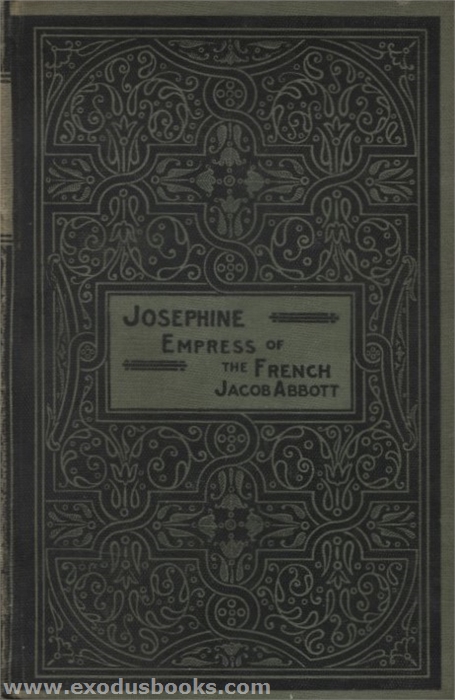 JOSEPHINE
EMPRESS OF
THE FRENCH
JACOB ABBOTT
www.exodusbooks.com